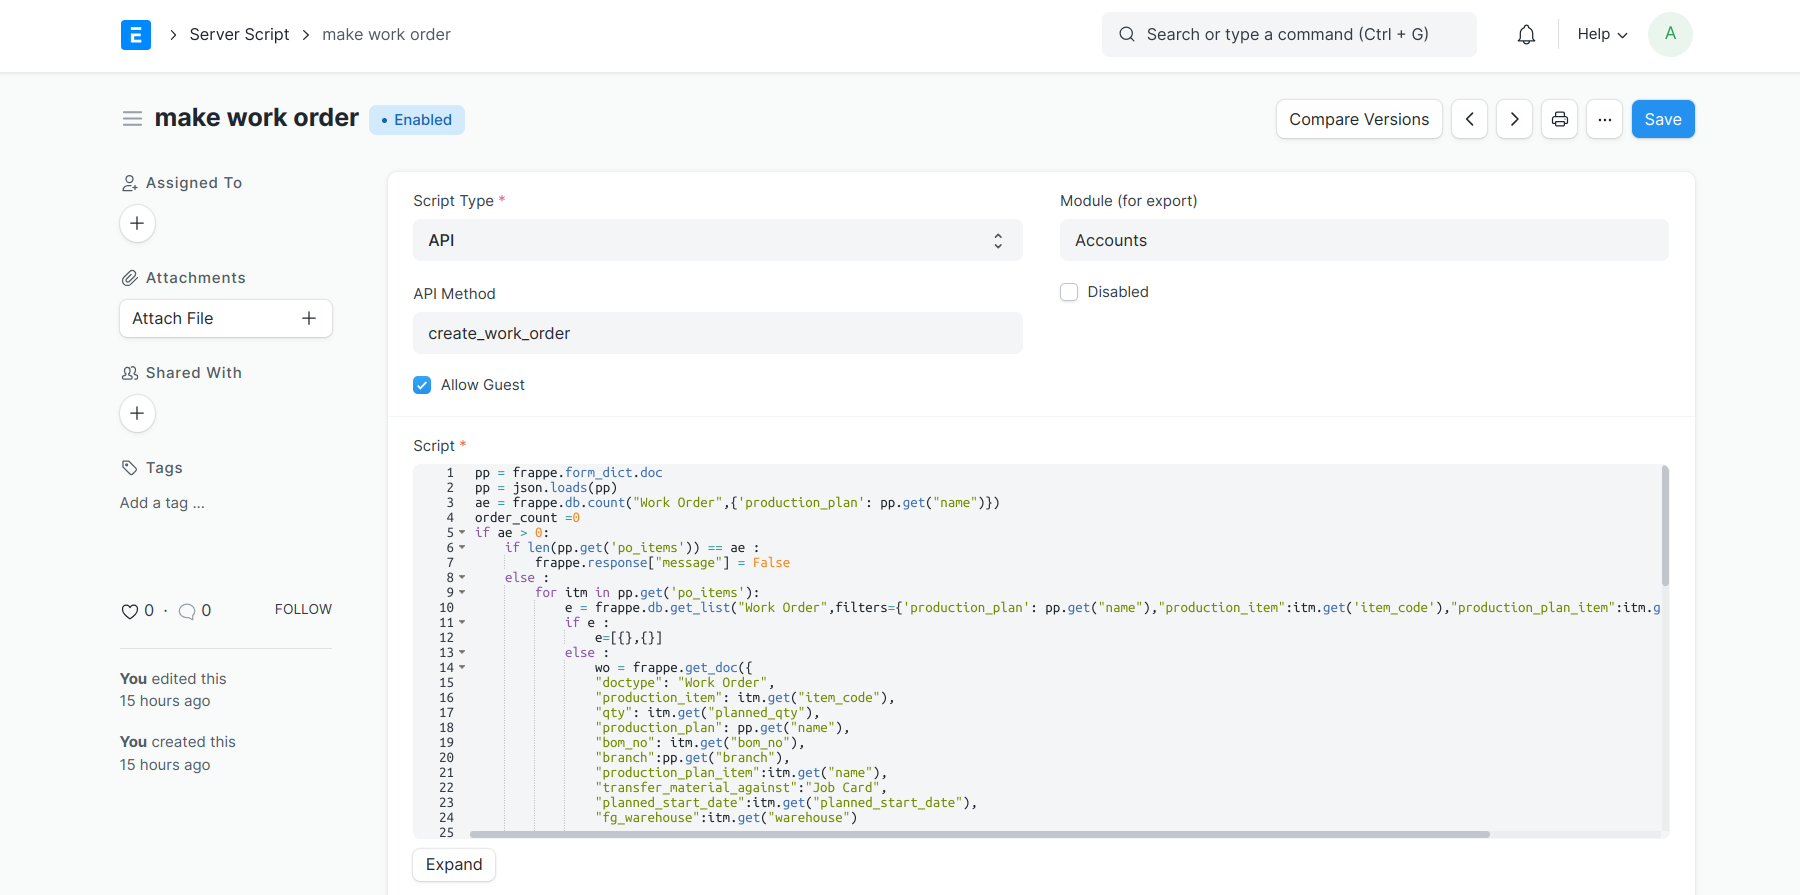 E
Server Script
make work order
Search or type a command (Ctrl + G)
Help
A
make work order
Enabled
Compare Versions
...
Save
Assigned To
Attachments
Attach File
Shared With
Tags
Add a tag ...
0 · 0
FOLLOW
You edited this
15 hours ago
You created this
15 hours ago
Script Type *
API
Module (for export)
Accounts
API Method
create_work_order
Disabled
Allow Guest
Script *
1 pp = frappe.form_dict.doc
2 pp = json.loads(pp)
3 ae = frappe.db.count("Work Order",{'production_plan': pp.get("name")})
4 order_count =0
5 if ae > 0:
6 if len(pp.get('po_items')) == ae :
7 frappe.response["message"] = False
8 else :
9 for itm in pp.get('po_items'):
10 e = frappe.db.get_list("Work Order",filters={'production_plan': pp.get("name"),"production_item":itm.get('item_code'),"production_plan_item":itm.g
11 if e :
12 e=[{},{}]
13 else :
14 wo = frappe.get_doc({
15 "doctype": "Work Order",
16 "production_item": itm.get("item_code"),
17 "qty": itm.get("planned_qty"),
18 "production_plan": pp.get("name"),
19 "bom_no": itm.get("bom_no"),
20 "branch":pp.get("branch"),
21 "production_plan_item":itm.get("name"),
22 "transfer_material_against":"Job Card",
23 "planned_start_date":itm.get("planned_start_date"),
24 "fg_warehouse":itm.get("warehouse")
25
Expand